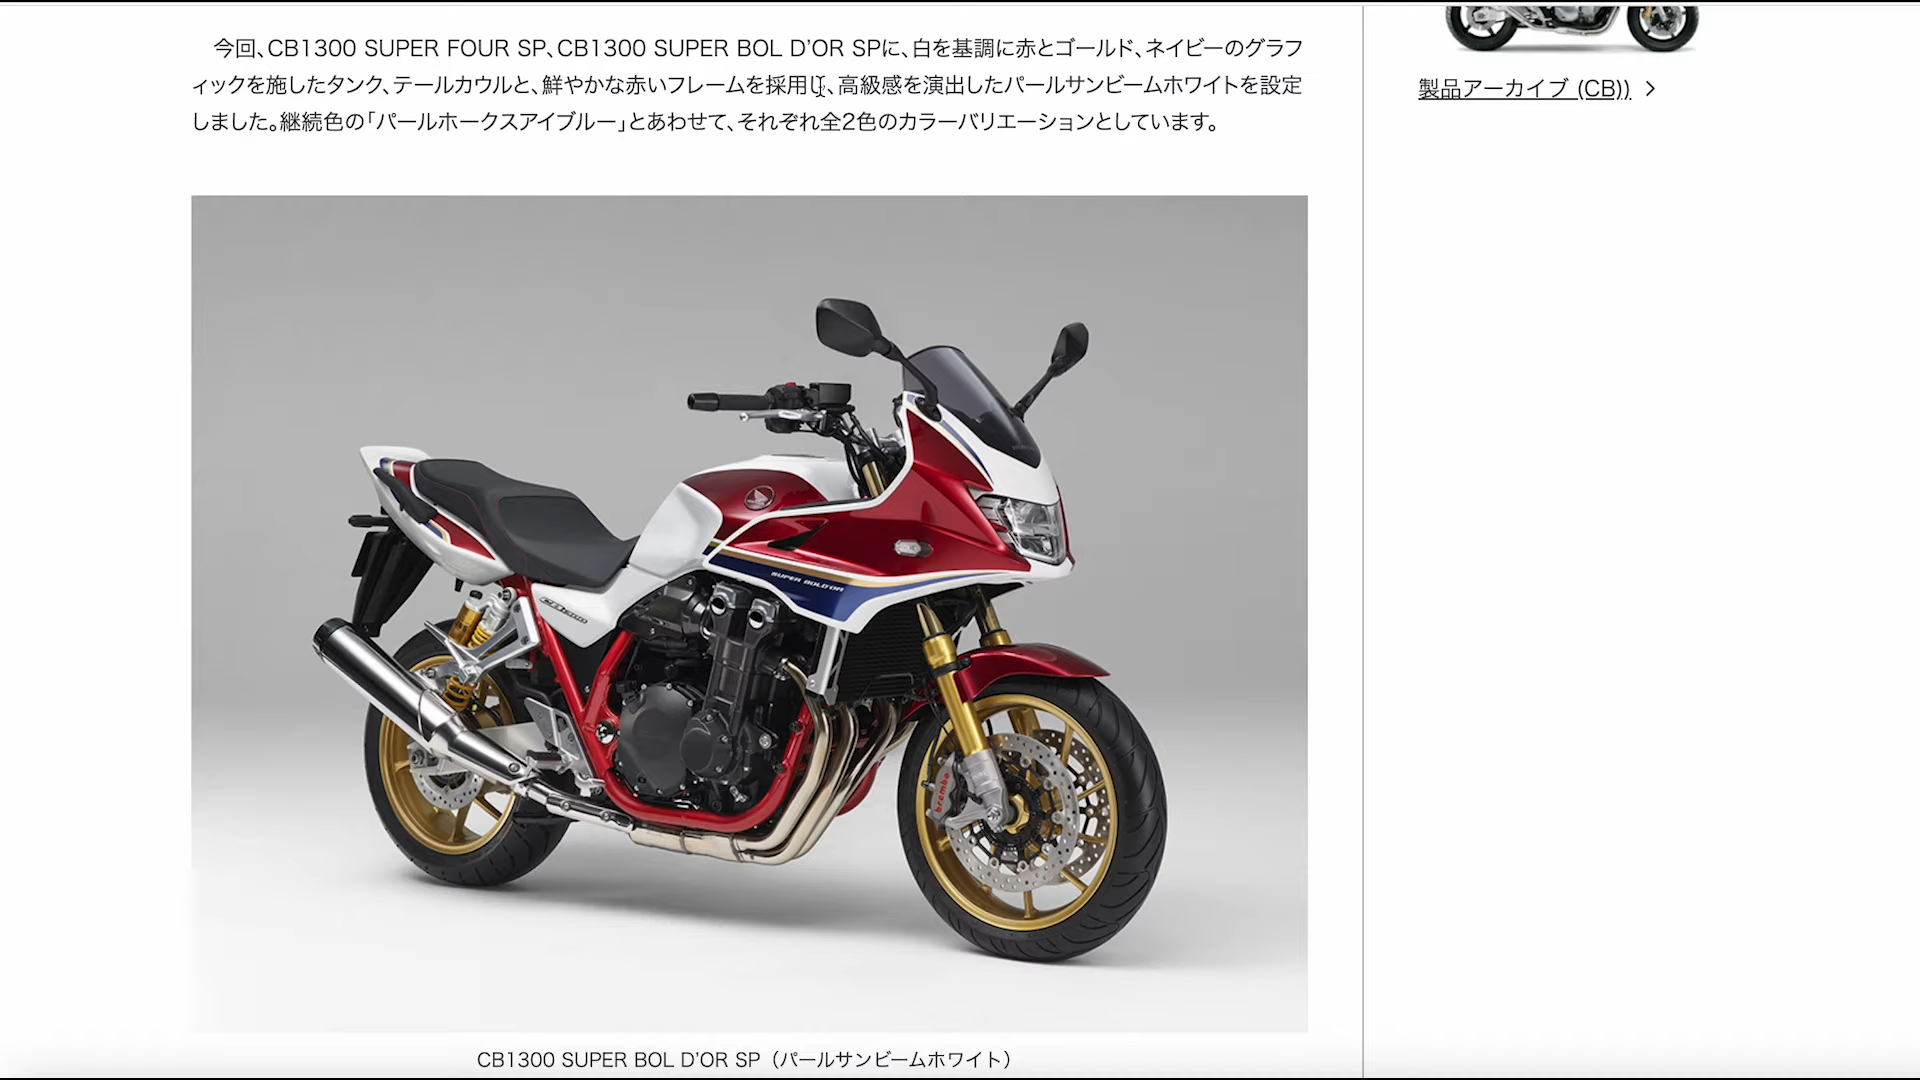 今回、CB1300 SUPER FOUR SP、CB1300 SUPER BOL D’OR SPに、白を基調に赤とゴールド、ネイビーのグラフ
ィックを施したタンク、テールカウルと、鮮やかな赤いフレームを採用し、高級感を演出したパールサンビームホワイトを設定
しました。継続色の「パールホークスアイブルー」とあわせて、それぞれ全2色のカラーバリエーションとしています。
製品アーカイブ (CB))
SUPER BOLD'OR
brembo
CB1300 SUPER BOL D’OR SP（パールサンビームホワイト）